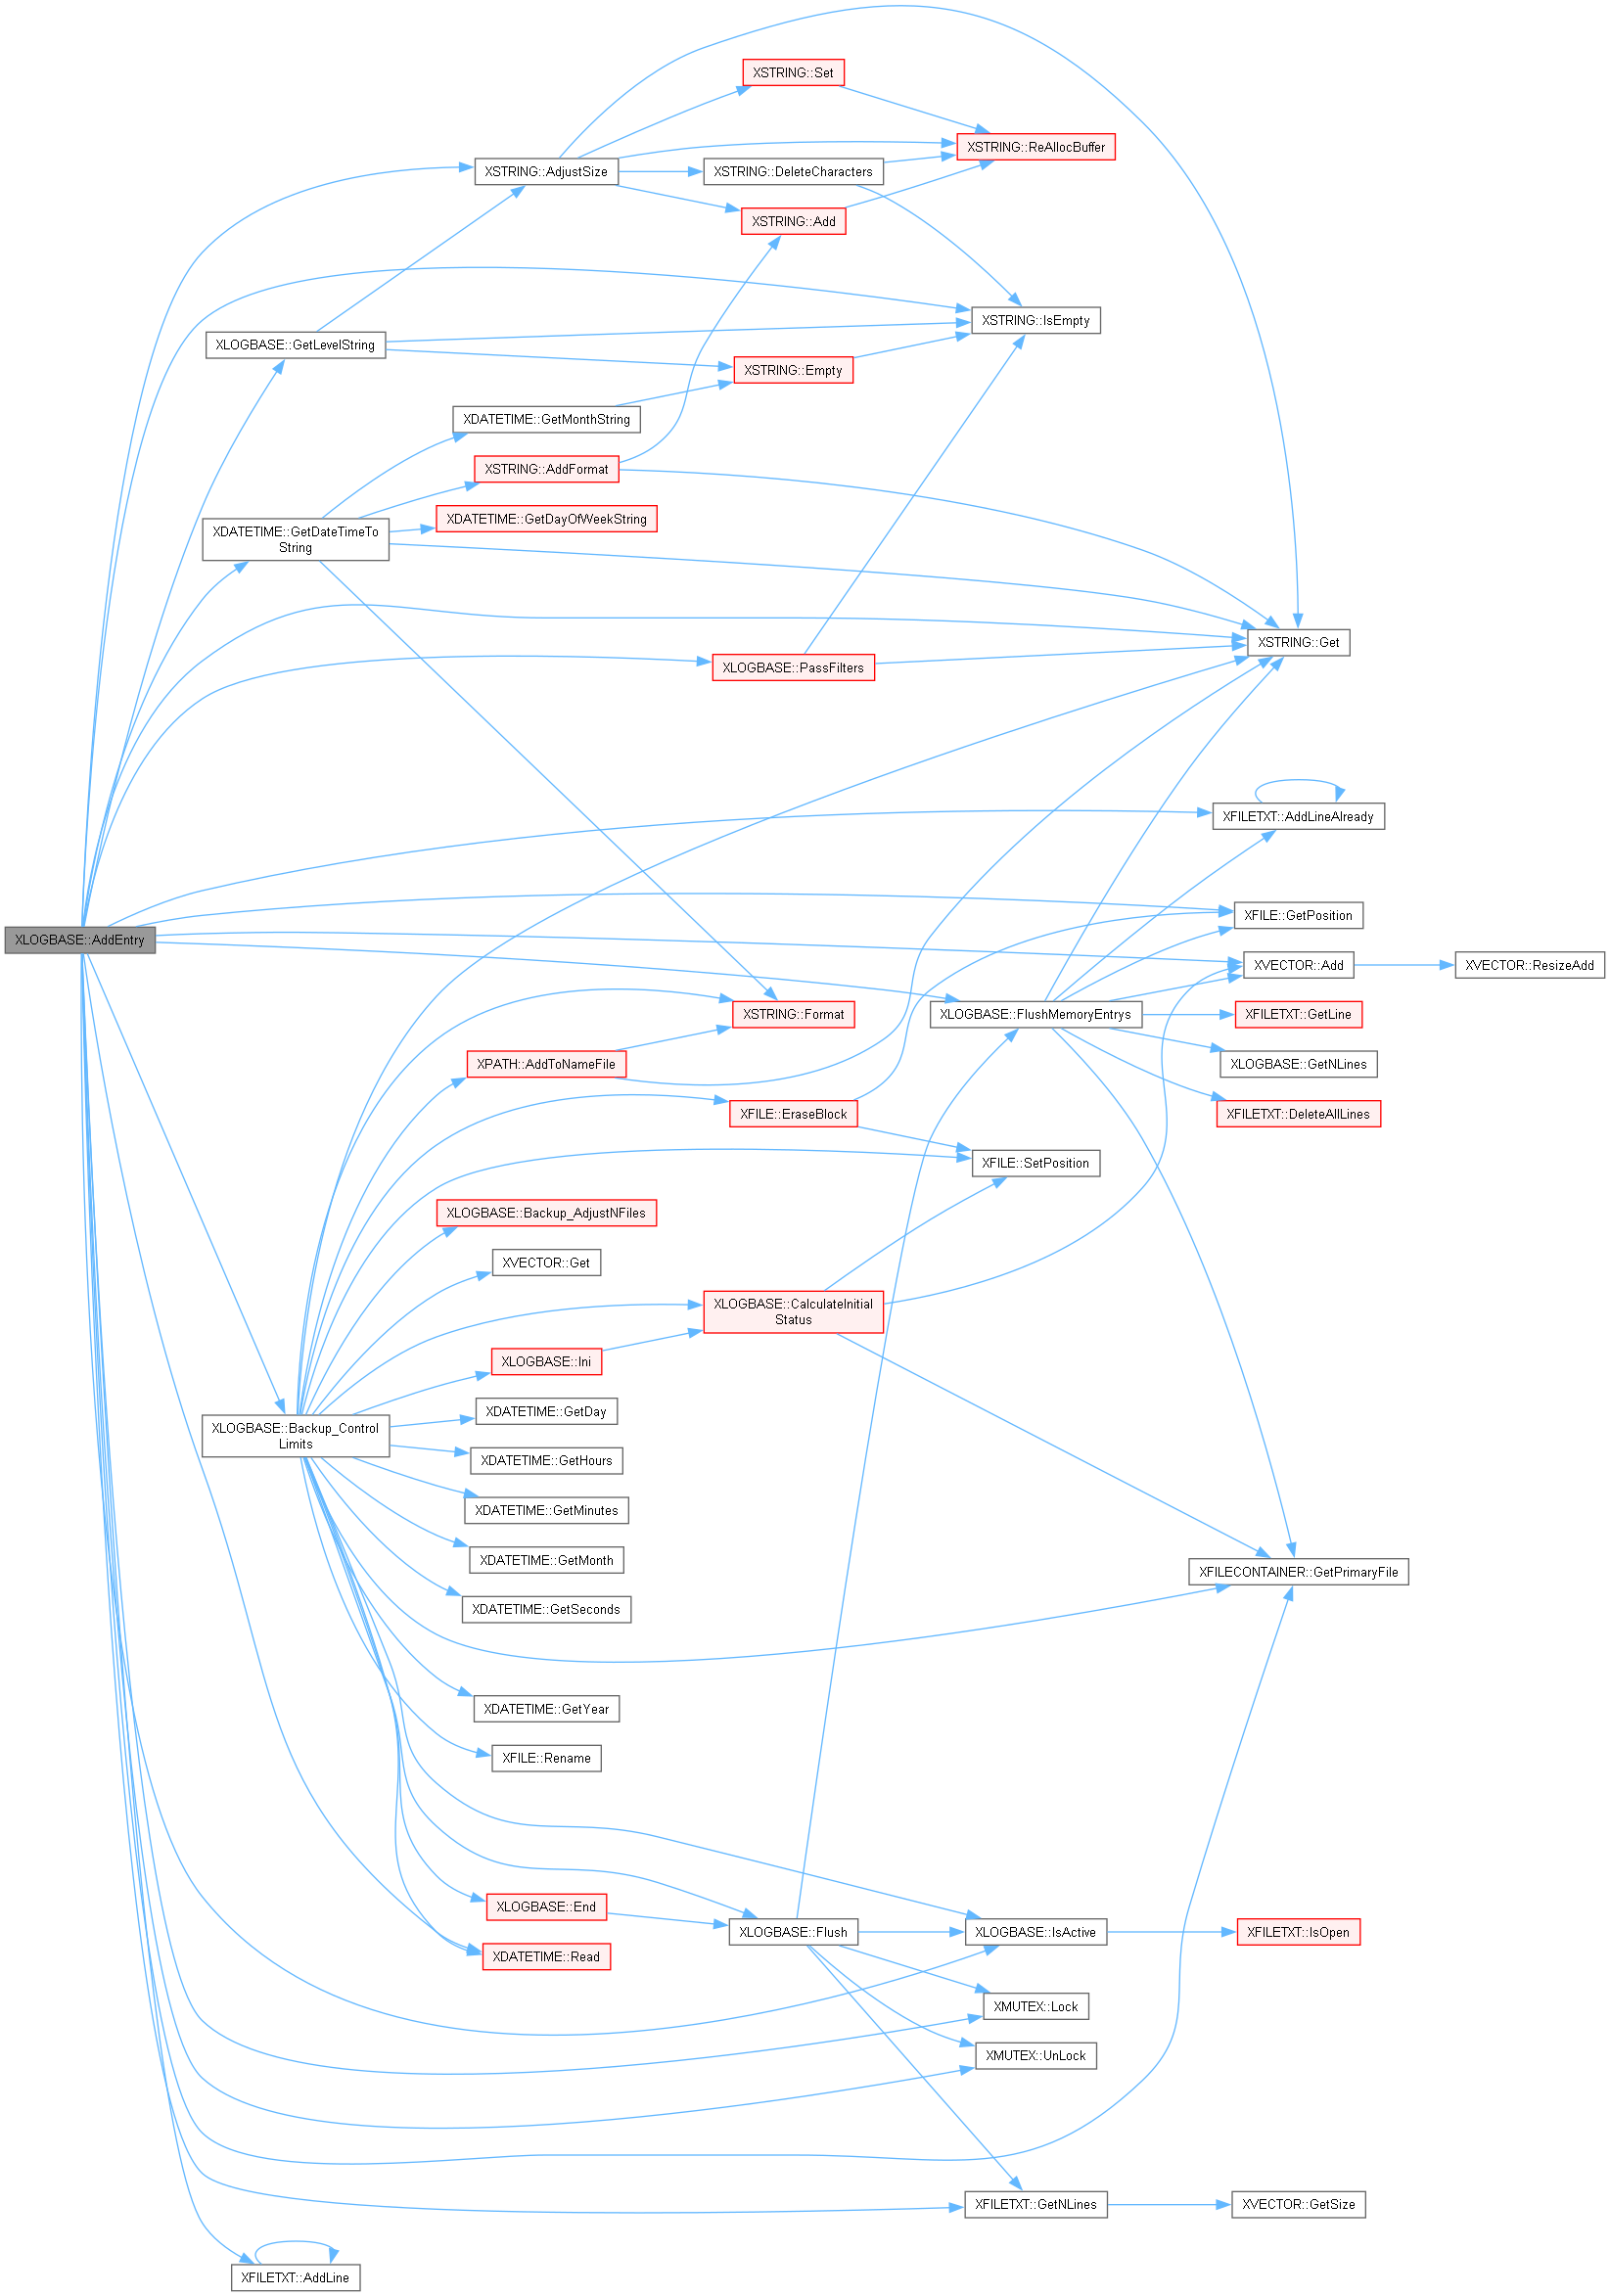 XSTRING::Set
XSTRING::ReAllocBuffer
XSTRING::AdjustSize
XSTRING::DeleteCharacters
XSTRING::Add
XSTRING::IsEmpty
XLOGBASE::GetLevelString
XSTRING::Empty
XDATETIME::GetMonthString
XSTRING::AddFormat
XDATETIME::GetDayOfWeekString
XDATETIME::GetDateTimeTo
String
XSTRING::Get
XLOGBASE::PassFilters
XFILETXT::AddLineAlready
XFILE::GetPosition
XLOGBASE::AddEntry
XVECTOR::Add
XVECTOR::ResizeAdd
XSTRING::Format
XLOGBASE::FlushMemoryEntrys
XFILETXT::GetLine
XPATH::AddToNameFile
XLOGBASE::GetNLines
XFILE::EraseBlock
XFILETXT::DeleteAllLines
XFILE::SetPosition
XLOGBASE::Backup_AdjustNFiles
XVECTOR::Get
XLOGBASE::CalculateInitial
Status
XLOGBASE::Ini
XDATETIME::GetDay
XLOGBASE::Backup_Control
Limits
XDATETIME::GetHours
XDATETIME::GetMinutes
XDATETIME::GetMonth
XFILECONTAINER::GetPrimaryFile
XDATETIME::GetSeconds
XDATETIME::GetYear
XFILE::Rename
XLOGBASE::End
XLOGBASE::Flush
XLOGBASE::IsActive
XFILETXT::IsOpen
XDATETIME::Read
XMUTEX::Lock
XMUTEX::UnLock
XFILETXT::GetNLines
XVECTOR::GetSize
XFILETXT::AddLine